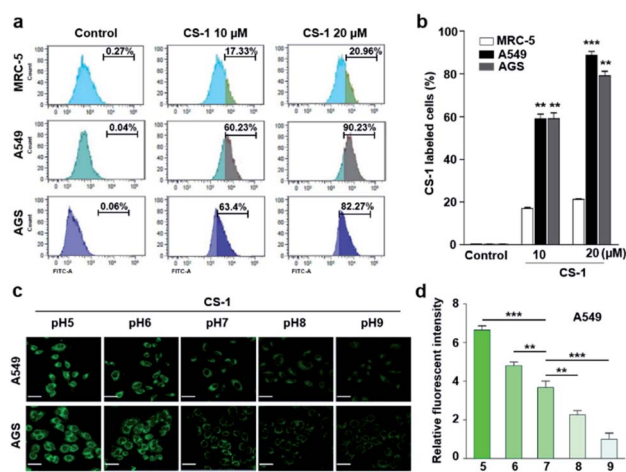 a
Control
CS-1 10 μM
CS-1 20 μM
MRC-5
0.27%
17.33%
20.96%
A549
0.04%
60.23%
90.23%
AGS
0.06%
63.4%
82.27%
Count
FITC-A
b
MRC-5
A549
AGS
CS-1 labeled cells (%)
100
80
60
40
20
0
** **
***
**
Control
10
20 (μM)
CS-1
c
CS-1
pH5
pH6
pH7
pH8
pH9
A549
AGS
d
A549
Relative fluorescent intensity
8
6
4
2
0
***
**
***
**
5
6
7
8
9